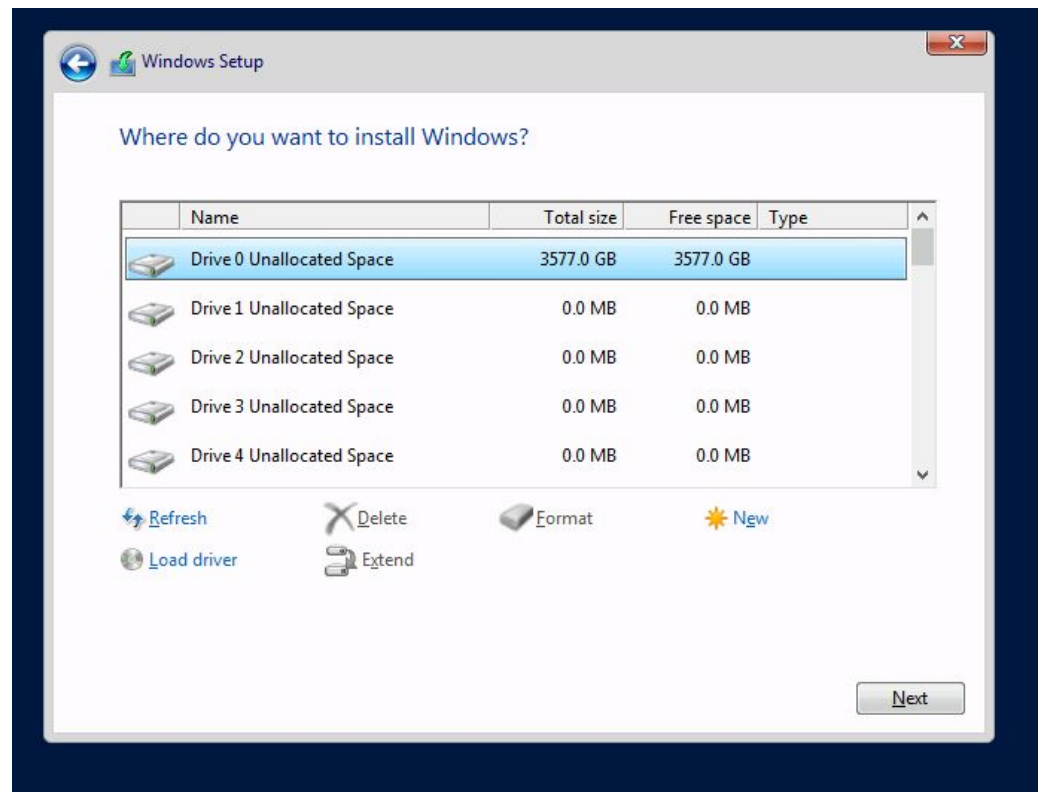 Windows Setup
Where do you want to install Windows?
Name Total size Free space Type
Drive 0 Unallocated Space 3577.0 GB 3577.0 GB
Drive 1 Unallocated Space 0.0 MB 0.0 MB
Drive 2 Unallocated Space 0.0 MB 0.0 MB
Drive 3 Unallocated Space 0.0 MB 0.0 MB
Drive 4 Unallocated Space 0.0 MB 0.0 MB
Refresh Delete Format New
Load driver Extend
Next